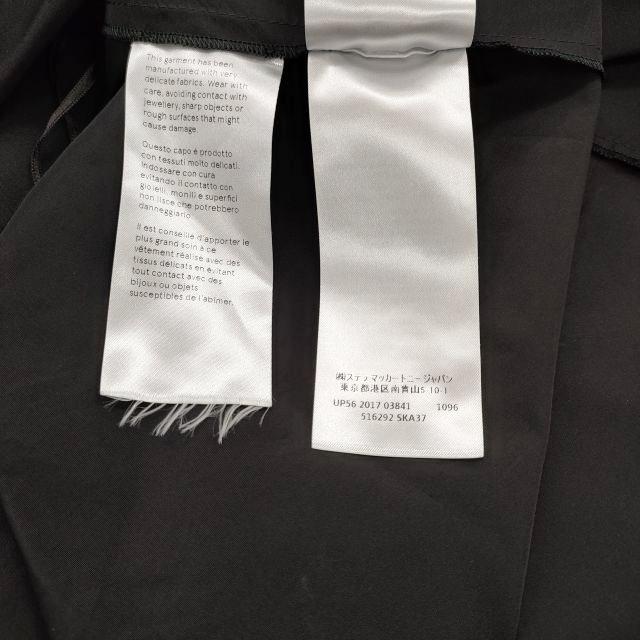 This garment has been
manufactured with very
delicate fabrics. Wear with
care, avoiding contact with
jewellery, sharp objects or
rough surfaces that might
cause damage.
Questo capo è prodotto
con tessuti molto delicati.
Indossare con cura
evitando il contatto con
gioielli, monili e superfici
non lisce che potrebbero
danneggiarlo.
Il est conseillé d'apporter le
plus grand soin à ce
vêtement réalisé avec des
tissus délicats en évitant
tout contact avec des
bijoux ou objets
susceptibles de l'abîmer.
㈱ステラマッカートニージャパン
東京都港区南青山5-10-1
UP56 2017 03841 1096
516292 SKA37